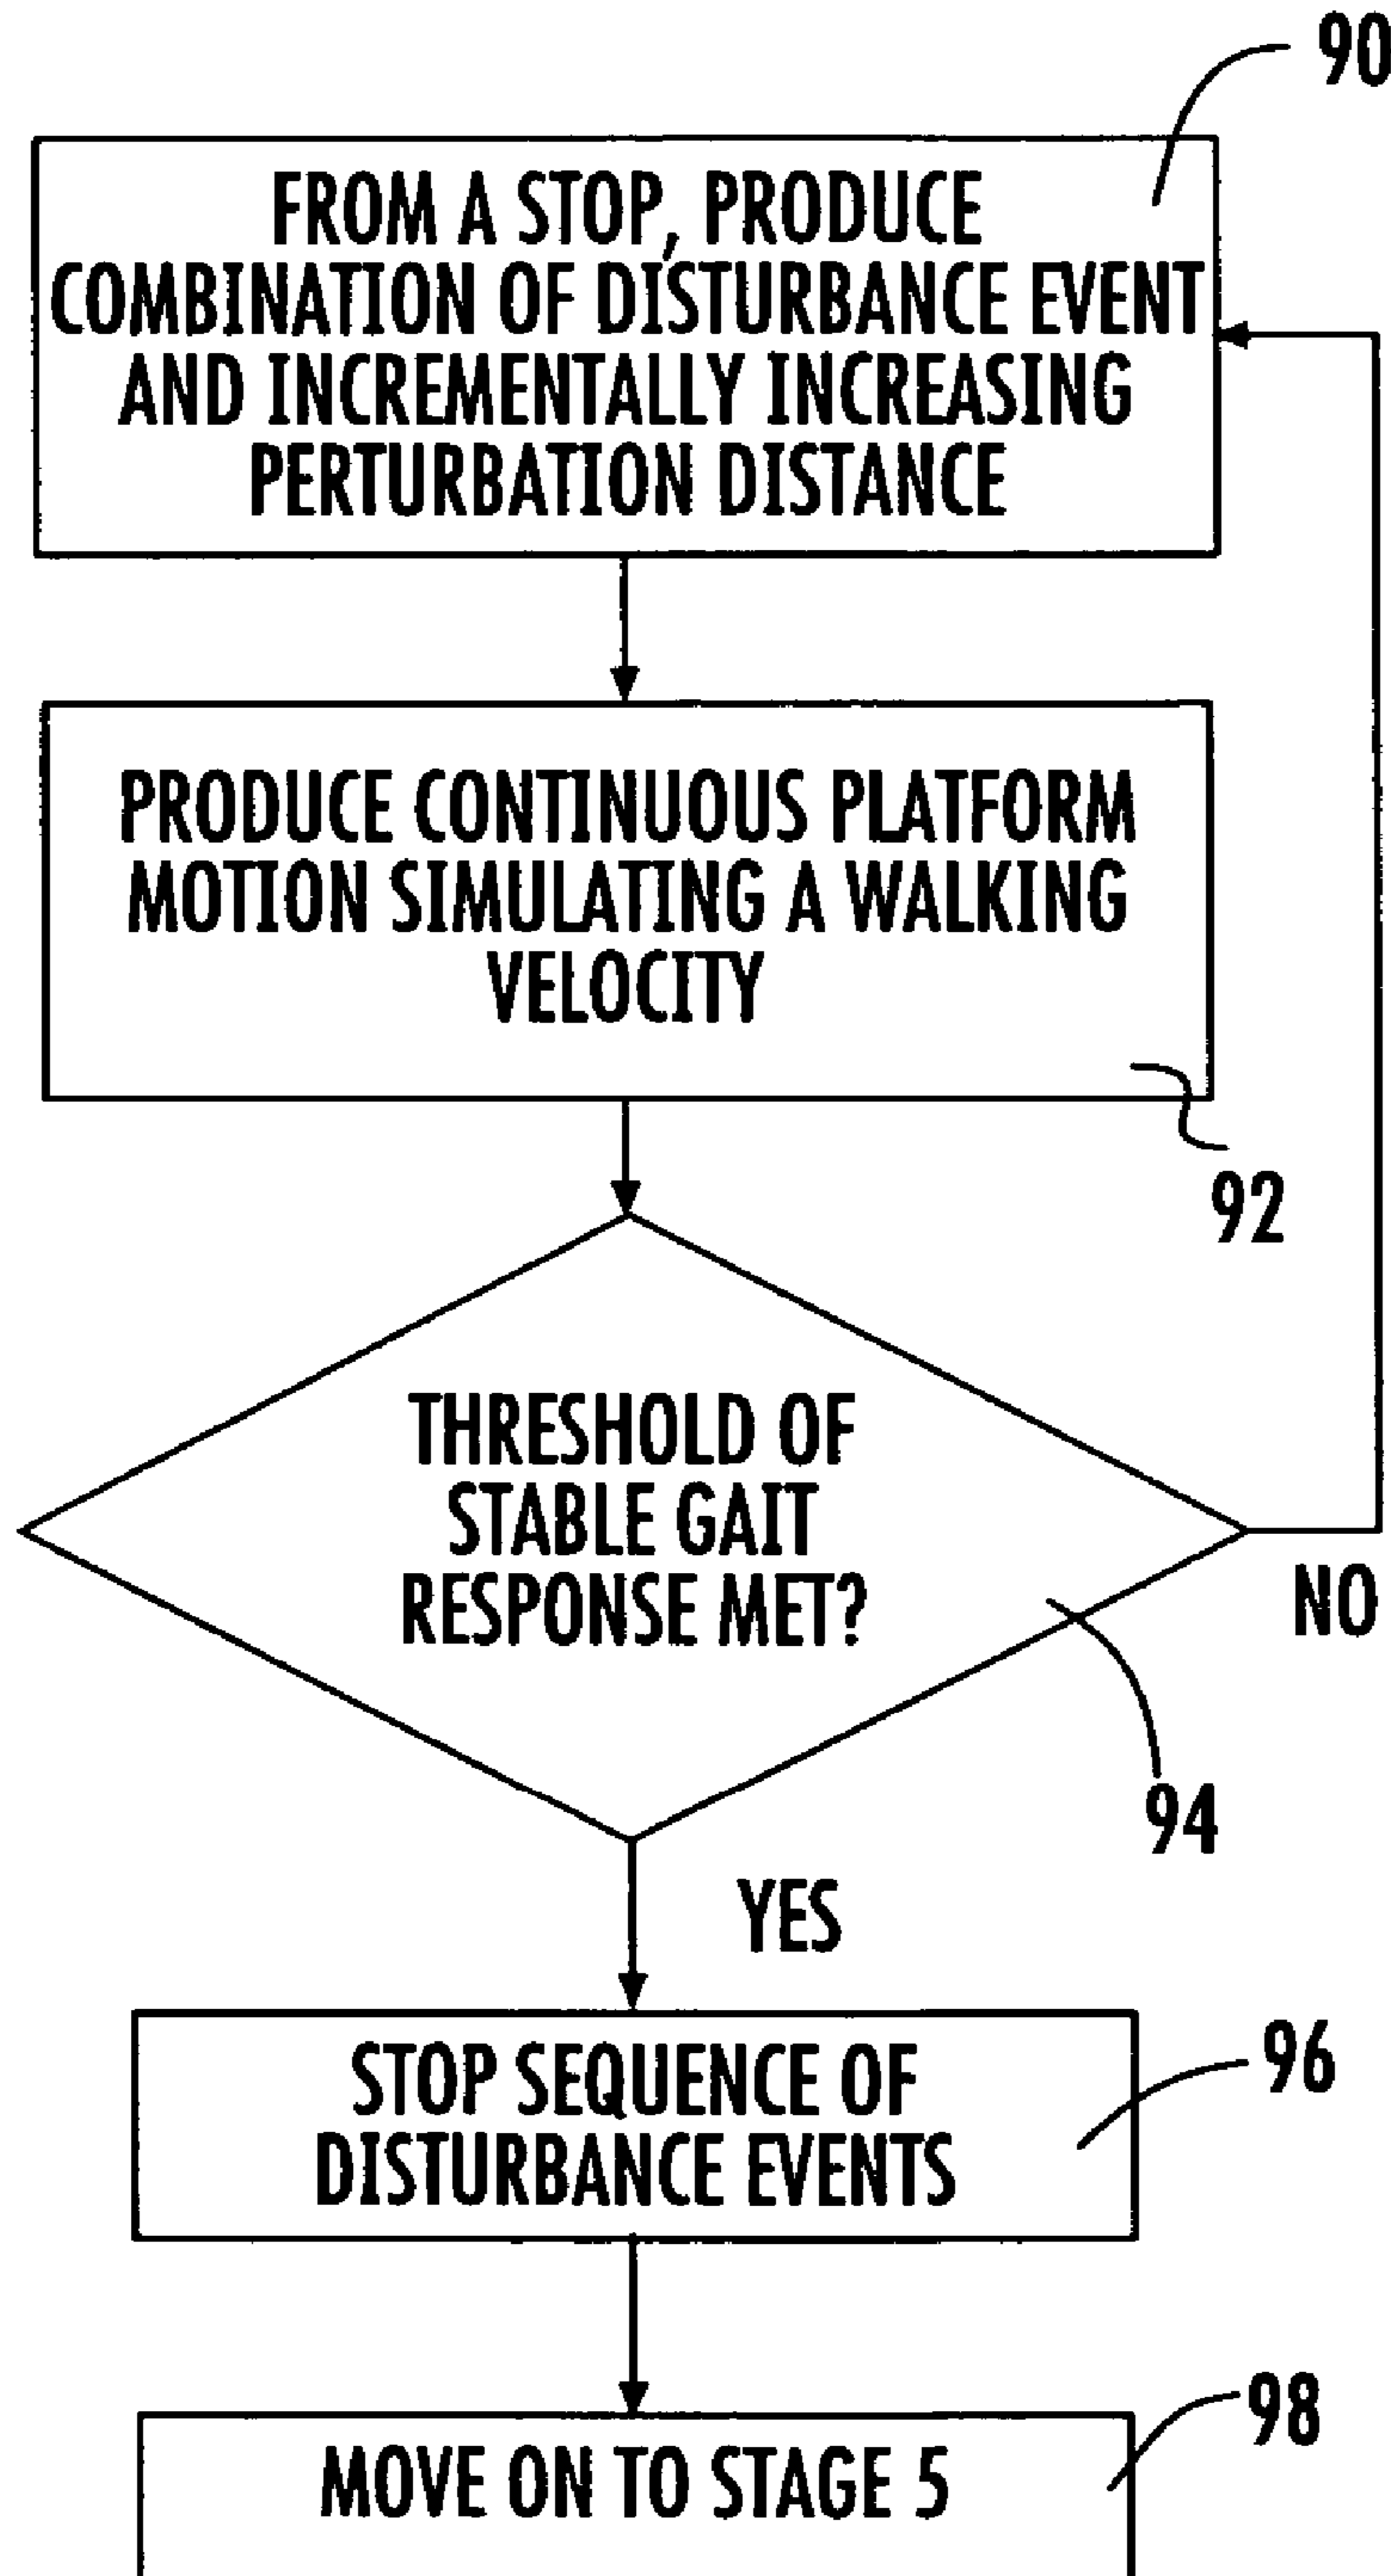 90
FROM A STOP, PRODUCE
COMBINATION OF DISTURBANCE EVENT
AND INCREMENTALLY INCREASING
PERTURBATION DISTANCE
PRODUCE CONTINUOUS PLATFORM
MOTION SIMULATING A WALKING
VELOCITY
92
THRESHOLD OF
STABLE GAIT
RESPONSE MET?
NO
94
YES
STOP SEQUENCE OF
DISTURBANCE EVENTS
96
98
MOVE ON TO STAGE 5